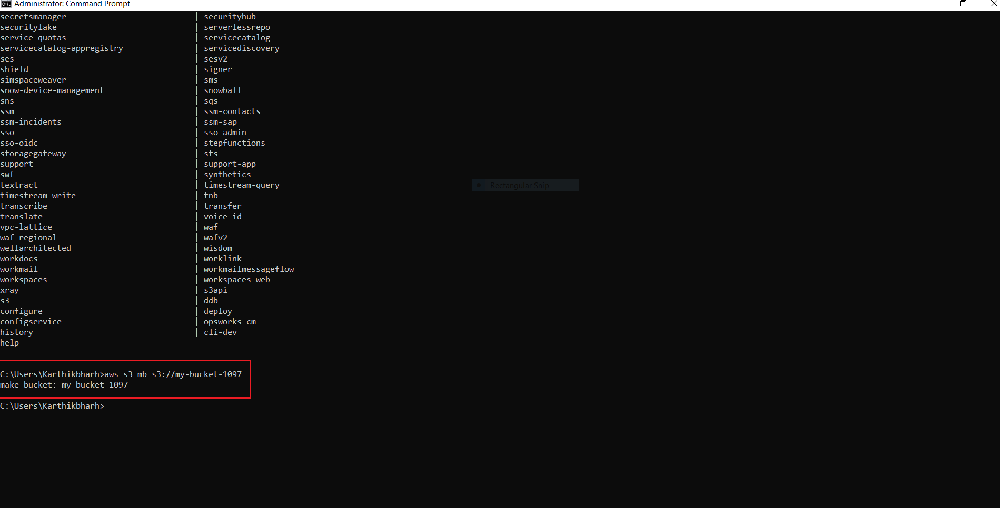 Administrator: Command Prompt
secretsmanager | securityhub
securitylake | serverlessrepo
service-quotas | servicecatalog
servicecatalog-appregistry | servicediscovery
ses | sesv2
shield | signer
simspaceweaver | sms
snow-device-management | snowball
sns | sqs
ssm | ssm-contacts
ssm-incidents | ssm-sap
sso | sso-admin
sso-oidc | stepfunctions
storagegateway | sts
support | support-app
swf | synthetics
textract | timestream-query
Rectangular Snip
timestream-write | tnb
transcribe | transfer
translate | voice-id
vpc-lattice | waf
waf-regional | wafv2
wellarchitected | wisdom
workdocs | worklink
workmail | workmailmessageflow
workspaces | workspaces-web
xray | s3api
s3 | ddb
configure | deploy
configservice | opsworks-cm
history | cli-dev
help
C:\Users\Karthikbharh>aws s3 mb s3://my-bucket-1097
make_bucket: my-bucket-1097
C:\Users\Karthikbharh>